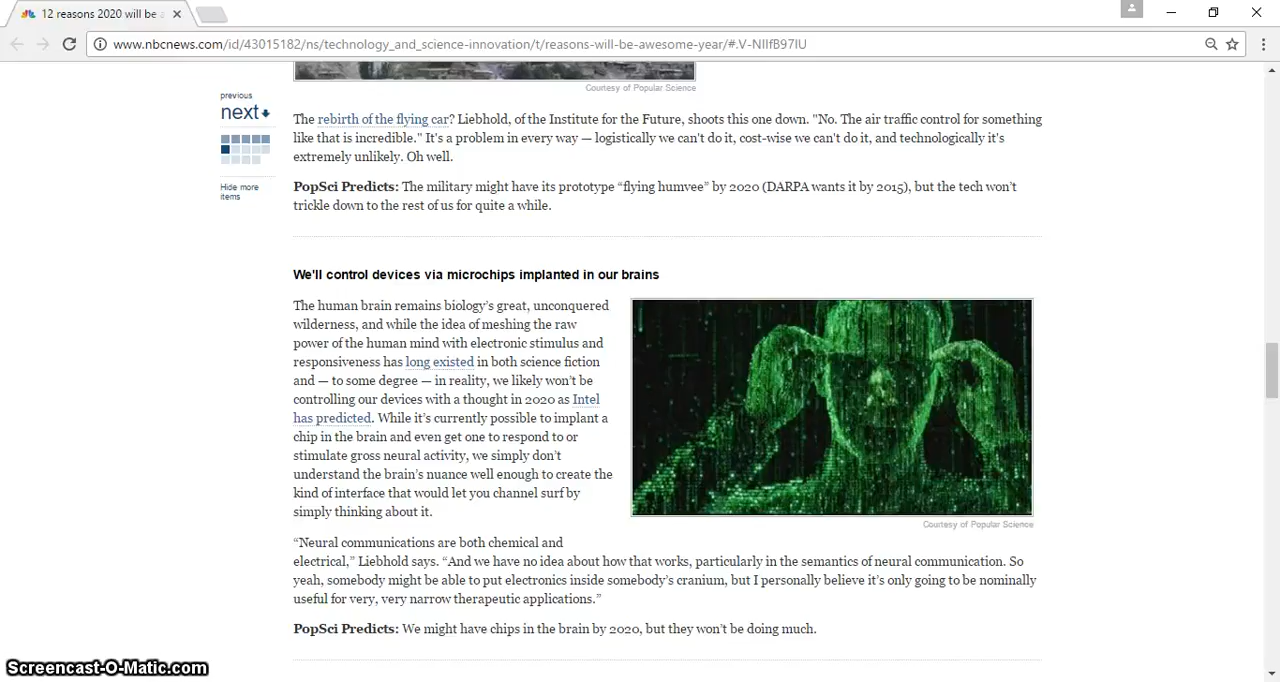 12 reasons 2020 will be a
www.nbcnews.com/id/43015182/ns/technology_and_science-innovation/t/reasons-will-be-awesome-year/#.V-NIIfB97IU
Courtesy of Popular Science
previous
next
Hide more
items
The rebirth of the flying car? Liebhold, of the Institute for the Future, shoots this one down. "No. The air traffic control for something
like that is incredible." It's a problem in every way — logistically we can't do it, cost-wise we can't do it, and technologically it's
extremely unlikely. Oh well.
PopSci Predicts: The military might have its prototype “flying humvee” by 2020 (DARPA wants it by 2015), but the tech won’t
trickle down to the rest of us for quite a while.
We'll control devices via microchips implanted in our brains
The human brain remains biology’s great, unconquered
wilderness, and while the idea of meshing the raw
power of the human mind with electronic stimulus and
responsiveness has long existed in both science fiction
and — to some degree — in reality, we likely won’t be
controlling our devices with a thought in 2020 as Intel
has predicted. While it’s currently possible to implant a
chip in the brain and even get one to respond to or
stimulate gross neural activity, we simply don’t
understand the brain’s nuance well enough to create the
kind of interface that would let you channel surf by
simply thinking about it.
Courtesy of Popular Science
“Neural communications are both chemical and
electrical,” Liebhold says. “And we have no idea about how that works, particularly in the semantics of neural communication. So
yeah, somebody might be able to put electronics inside somebody’s cranium, but I personally believe it’s only going to be nominally
useful for very, very narrow therapeutic applications.”
PopSci Predicts: We might have chips in the brain by 2020, but they won’t be doing much.
Screencast-O-Matic.com